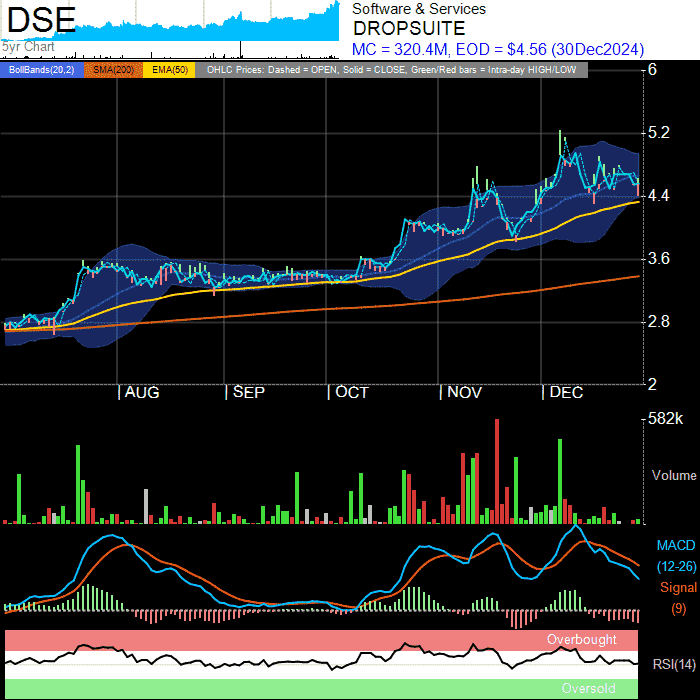 DSE
Software & Services
DROPSUITE
5yr Chart
MC = 320.4M, EOD = $4.56 (30Dec2024)
BollBands(20,2) SMA(200) EMA(50) OHLC Prices: Dashed = OPEN, Solid = CLOSE, Green/Red bars = Intra-day HIGH/LOW
6
5.2
4.4
3.6
2.8
2
AUG SEP OCT NOV DEC
582k
Volume
MACD
(12-26)
Signal
(9)
Overbought
RSI(14)
Oversold